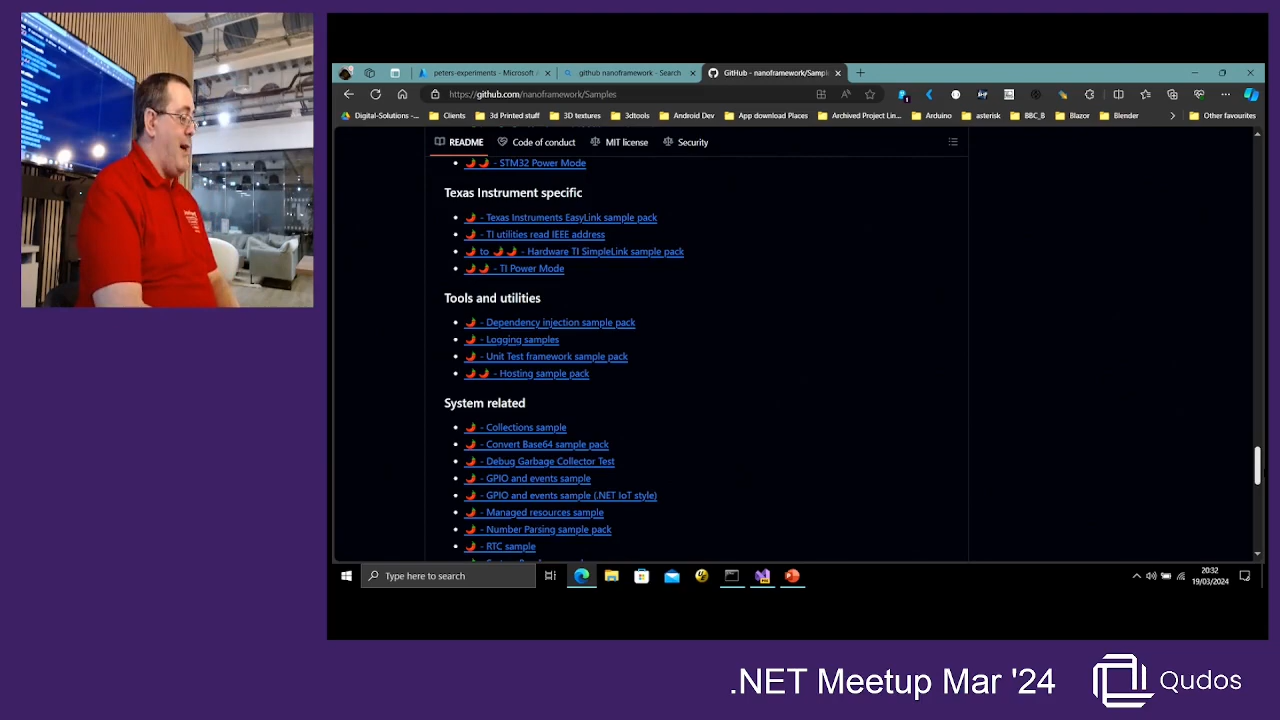 peters-experiments - Microsoft A
github nanoframework - Search
GitHub - nanoframework/Sampl
https://github.com/nanoframework/Samples
Digital-Solutions -...
Clients
3d Printed stuff
3D textures
3dtools
Android Dev
App download Places
Archived Project Lin...
Arduino
asterisk
BBC_B
Blazor
Blender
Other favourites
README
Code of conduct
MIT license
Security
- STM32 Power Mode
Texas Instrument specific
- Texas Instruments EasyLink sample pack
- TI utilities read IEEE address
to - Hardware TI SimpleLink sample pack
- TI Power Mode
Tools and utilities
- Dependency injection sample pack
- Logging samples
- Unit Test framework sample pack
- Hosting sample pack
System related
- Collections sample
- Convert Base64 sample pack
- Debug Garbage Collector Test
- GPIO and events sample
- GPIO and events sample (.NET IoT style)
- Managed resources sample
- Number Parsing sample pack
- RTC sample
Type here to search
20:32
19/03/2024
.NET Meetup Mar '24
Qudos